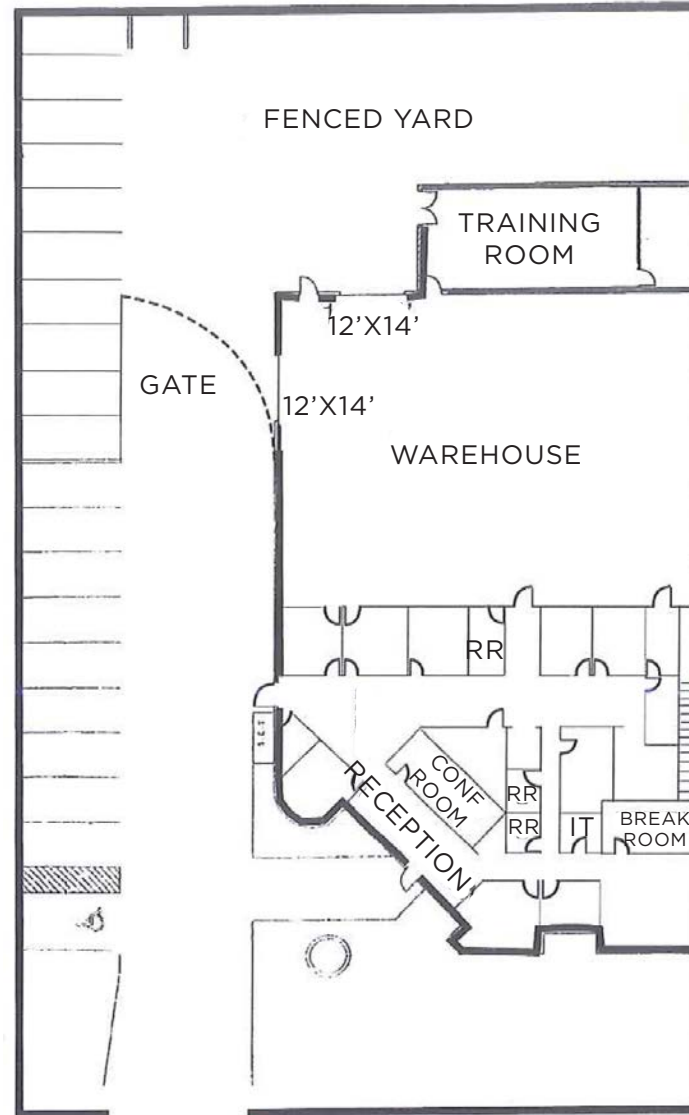 FENCED YARD
TRAINING
ROOM
12'X14'
GATE
12'X14'
WAREHOUSE
RR
CONF
ROOM
RECEPTION
RR
RR
IT
BREAK
ROOM